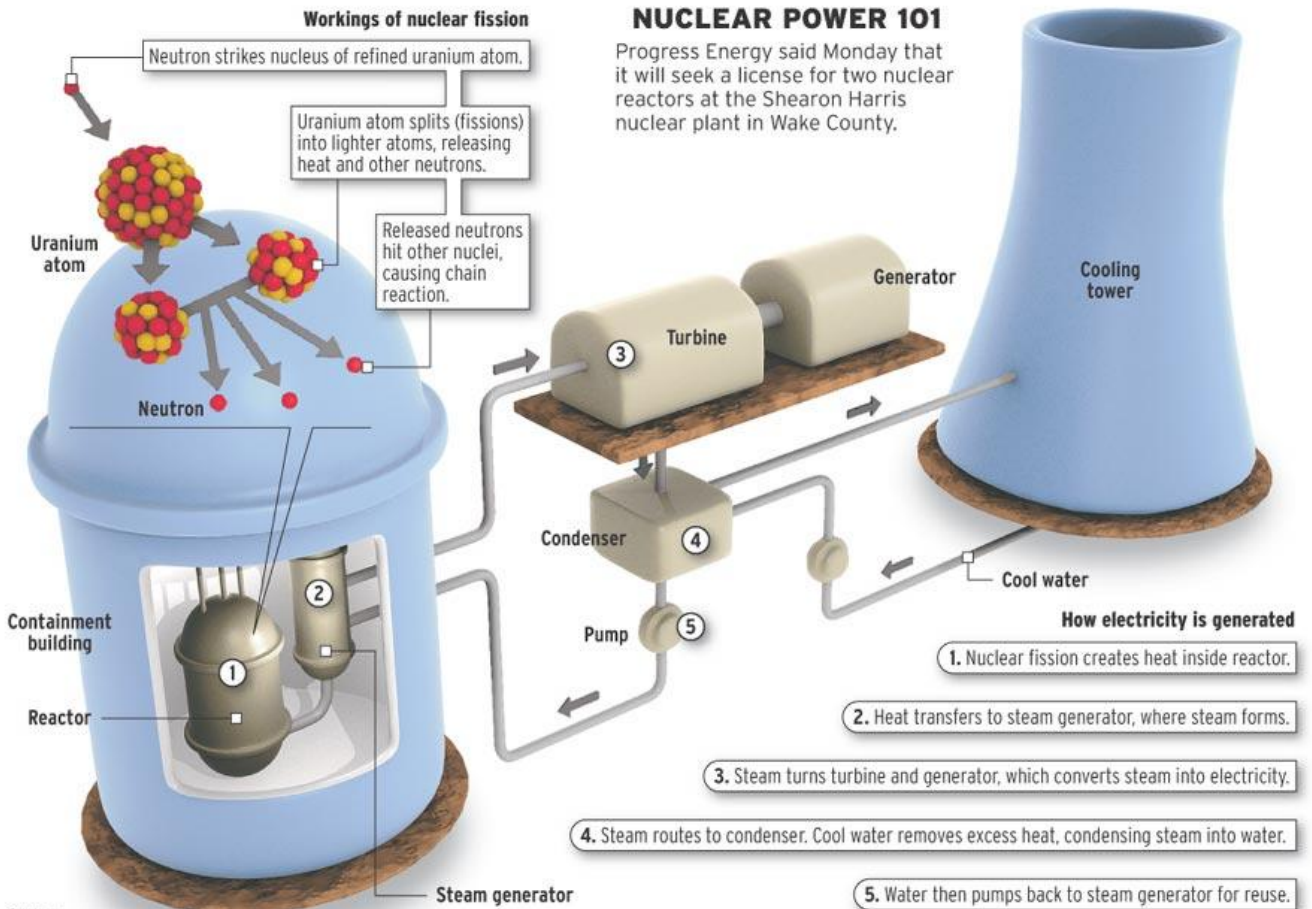 Workings of nuclear fission
Neutron strikes nucleus of refined uranium atom.
Uranium atom splits (fissions)
into lighter atoms, releasing
heat and other neutrons.
Released neutrons
hit other nuclei,
causing chain
reaction.
Uranium
atom
Neutron
NUCLEAR POWER 101
Progress Energy said Monday that
it will seek a license for two nuclear
reactors at the Shearon Harris
nuclear plant in Wake County.
Generator
Turbine
3
Cooling
tower
Condenser
4
Cool water
Pump
5
Containment
building
2
1
Reactor
Steam generator
How electricity is generated
1. Nuclear fission creates heat inside reactor.
2. Heat transfers to steam generator, where steam forms.
3. Steam turns turbine and generator, which converts steam into electricity.
4. Steam routes to condenser. Cool water removes excess heat, condensing steam into water.
5. Water then pumps back to steam generator for reuse.